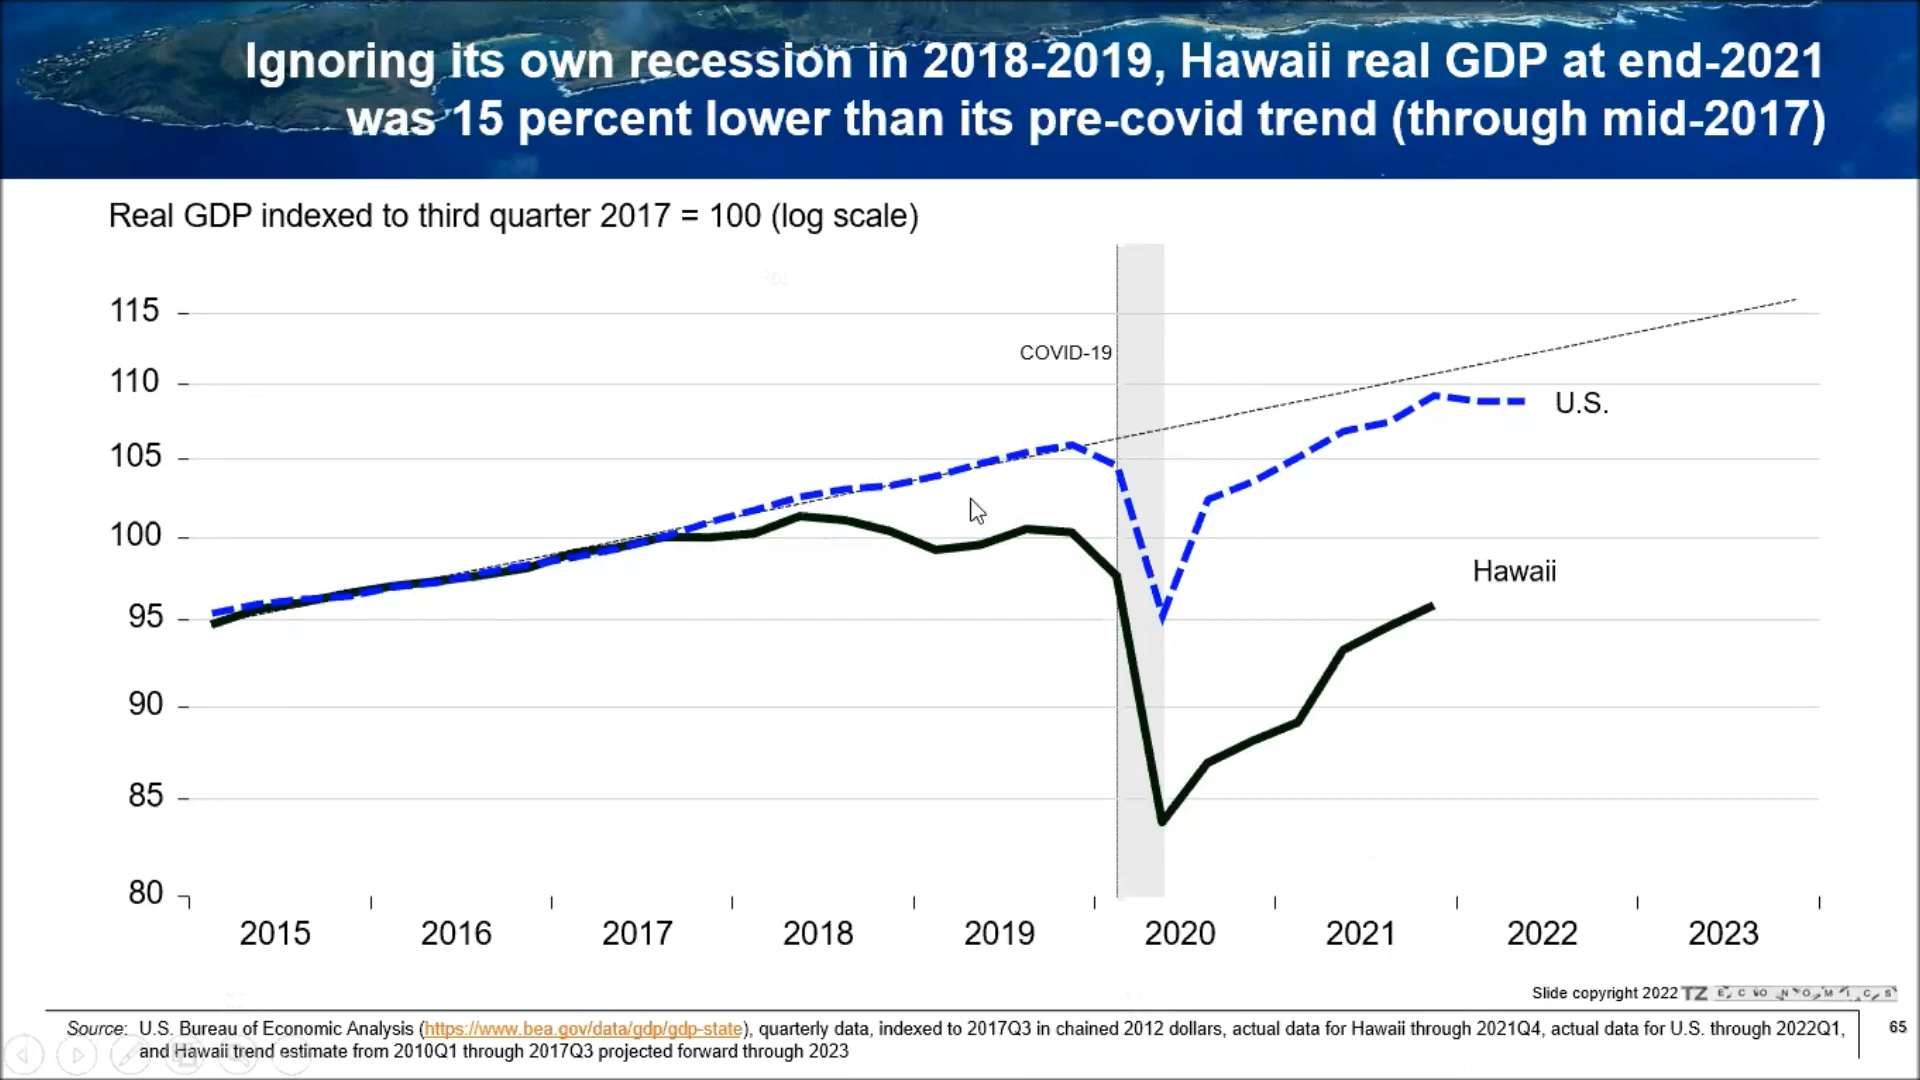 Ignoring its own recession in 2018-2019, Hawaii real GDP at end-2021
was 15 percent lower than its pre-covid trend (through mid-2017)
Real GDP indexed to third quarter 2017 = 100 (log scale)
115
110
105
100
95
90
85
80
COVID-19
U.S.
Hawaii
2015 2016 2017 2018 2019 2020 2021 2022 2023
Slide copyright 2022 TZ ECONOMICS
Source: U.S. Bureau of Economic Analysis (https://www.bea.gov/data/gdp/gdp-state), quarterly data, indexed to 2017Q3 in chained 2012 dollars, actual data for Hawaii through 2021Q4, actual data for U.S. through 2022Q1,
and Hawaii trend estimate from 2010Q1 through 2017Q3 projected forward through 2023
65